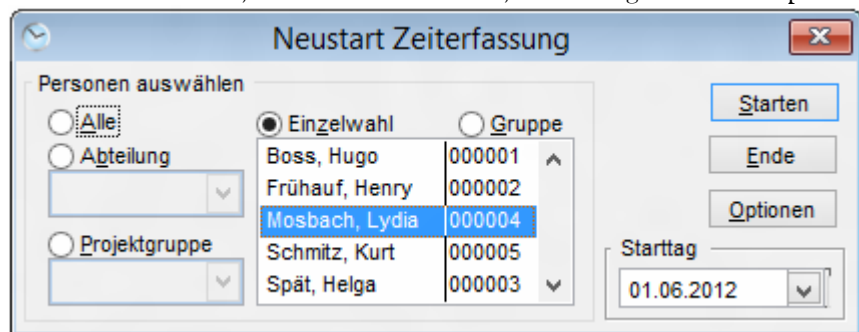 Neustart Zeiterfassung
Personen auswählen
Alle
Einzelwahl
Gruppe
Abteilung
Boss, Hugo 000001
Frühauf, Henry 000002
Mosbach, Lydia 000004
Projektgruppe
Schmitz, Kurt 000005
Spät, Helga 000003
Starten
Ende
Optionen
Starttag
01.06.2012